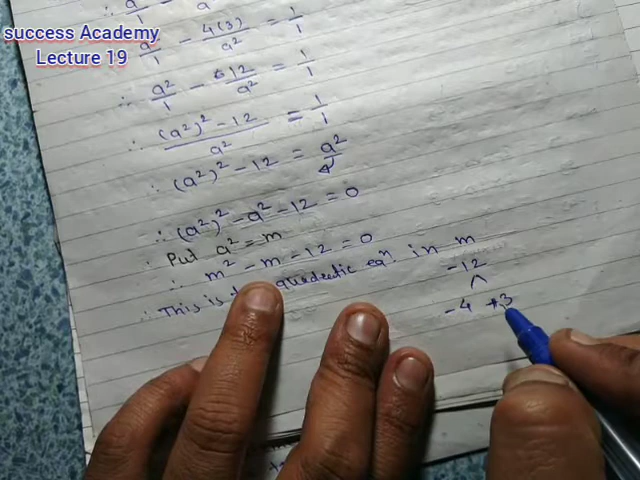 success Academy
Lecture 19
∴ a²/1 - 4(3)/a² = 1/1
∴ a²/1 - 12/a² = 1/1
∴ (a²)² - 12/a² = 1/1
∴ (a²)² - 12 = a²
∴ (a²)² - a² - 12 = 0
Put a² = m
∴ m² - m - 12 = 0
∴ This is quadretic eqⁿ. in m
-12
^
-4 +3